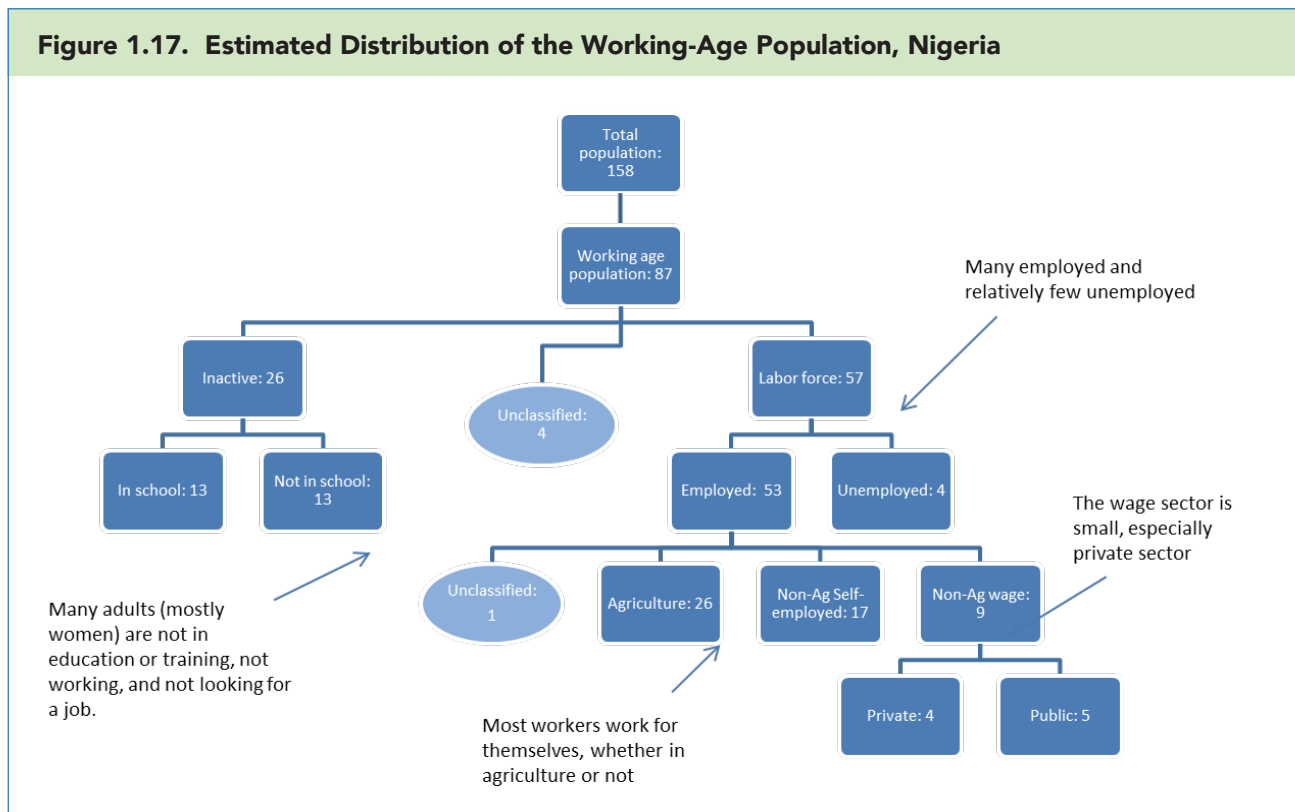 Figure 1.17. Estimated Distribution of the Working-Age Population, Nigeria
Total
population:
158
Working age
population: 87
Many employed and
relatively few unemployed
Inactive: 26
Unclassified:
4
Labor force: 57
In school: 13
Not in school:
13
Employed: 53
Unemployed: 4
The wage sector is
small, especially
private sector
Unclassified:
1
Agriculture: 26
Non-Ag Self-
employed: 17
Non-Ag wage:
9
Many adults (mostly
women) are not in
education or training, not
working, and not looking for
a job.
Most workers work for
themselves, whether in
agriculture or not
Private: 4
Public: 5